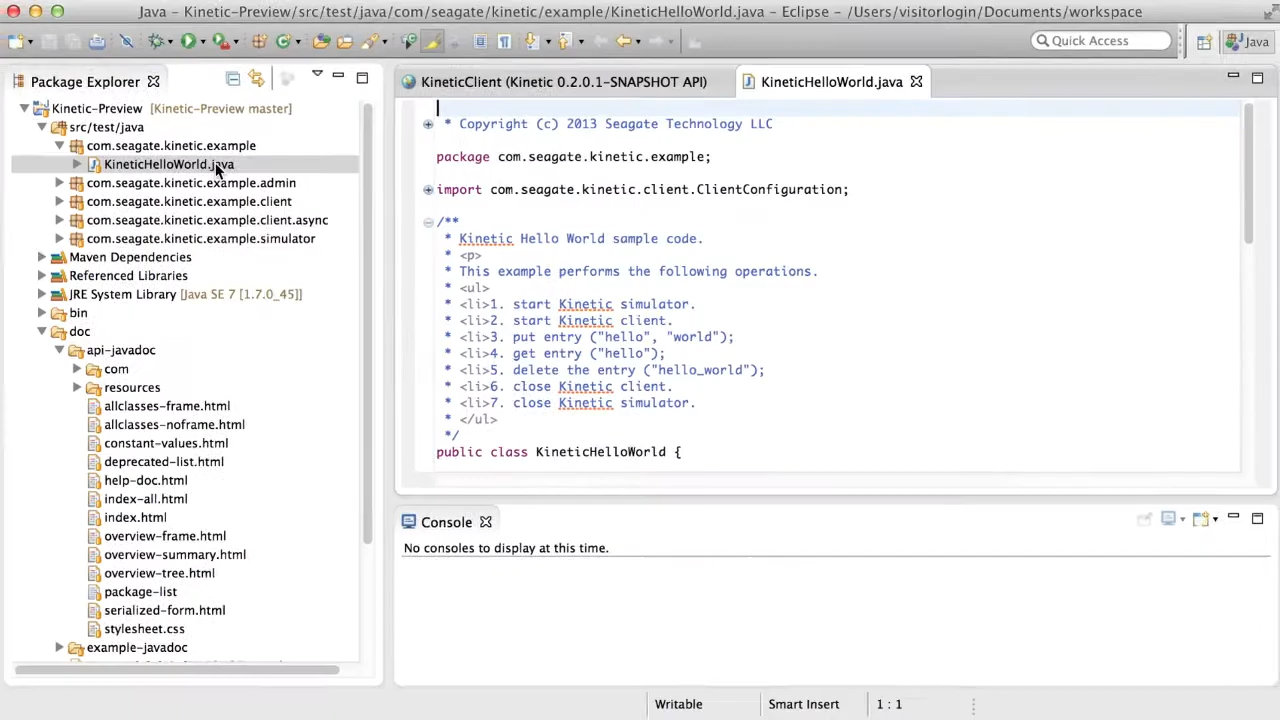 Java – Kinetic-Preview/src/test/java/com/seagate/kinetic/example/KineticHelloWorld.java – Eclipse – /Users/visitorlogin/Documents/workspace
Quick Access
Java
Package Explorer
Kinetic-Preview [Kinetic-Preview master]
src/test/java
com.seagate.kinetic.example
KineticHelloWorld.java
com.seagate.kinetic.example.admin
com.seagate.kinetic.example.client
com.seagate.kinetic.example.client.async
com.seagate.kinetic.example.simulator
Maven Dependencies
Referenced Libraries
JRE System Library [Java SE 7 [1.7.0_45]]
bin
doc
api-javadoc
com
resources
allclasses-frame.html
allclasses-noframe.html
constant-values.html
deprecated-list.html
help-doc.html
index-all.html
index.html
overview-frame.html
overview-summary.html
overview-tree.html
package-list
serialized-form.html
stylesheet.css
example-javadoc
KineticClient (Kinetic 0.2.0.1-SNAPSHOT API)
KineticHelloWorld.java
* Copyright (c) 2013 Seagate Technology LLC
package com.seagate.kinetic.example;
import com.seagate.kinetic.client.ClientConfiguration;
/**
* Kinetic Hello World sample code.
* <p>
* This example performs the following operations.
* <ul>
* <li>1. start Kinetic simulator.
* <li>2. start Kinetic client.
* <li>3. put entry ("hello", "world");
* <li>4. get entry ("hello");
* <li>5. delete the entry ("hello_world");
* <li>6. close Kinetic client.
* <li>7. close Kinetic simulator.
* </ul>
*/
public class KineticHelloWorld {
Console
No consoles to display at this time.
Writable
Smart Insert
1 : 1